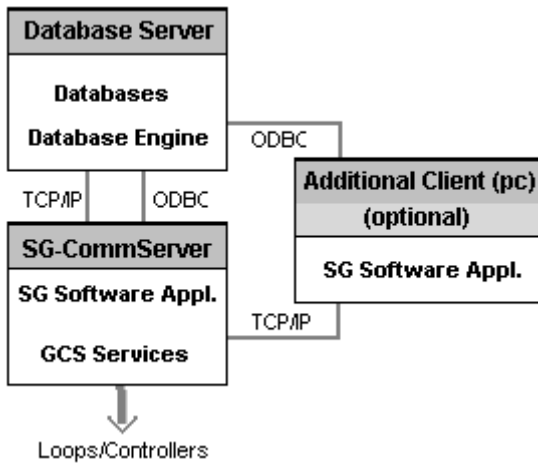 Database Server
Databases
Database Engine
ODBC
TCP/IP
ODBC
Additional Client (pc)
(optional)
SG Software Appl.
SG-CommServer
SG Software Appl.
GCS Services
TCP/IP
Loops/Controllers